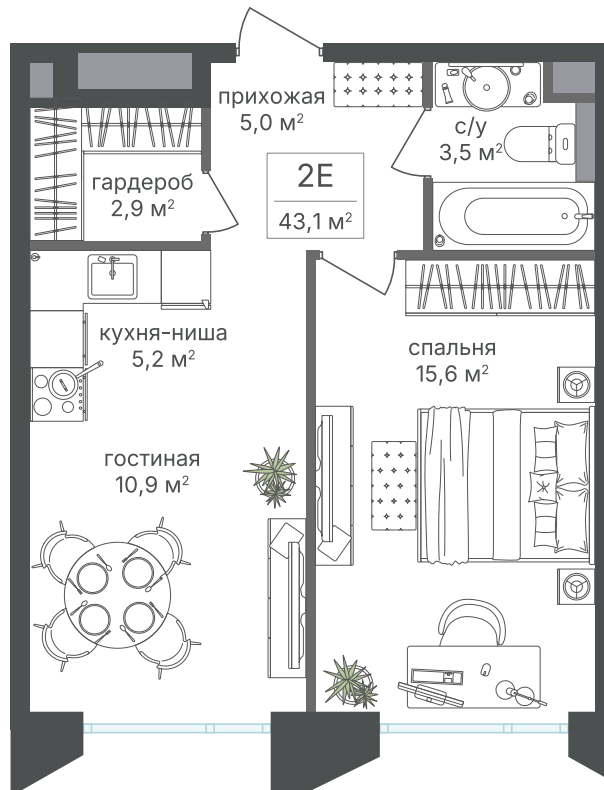 прихожая
5,0 м²
с/у
3,5 м²
2Е
43,1 м²
гардероб
2,9 м²
кухня-ниша
5,2 м²
спальня
15,6 м²
гостиная
10,9 м²